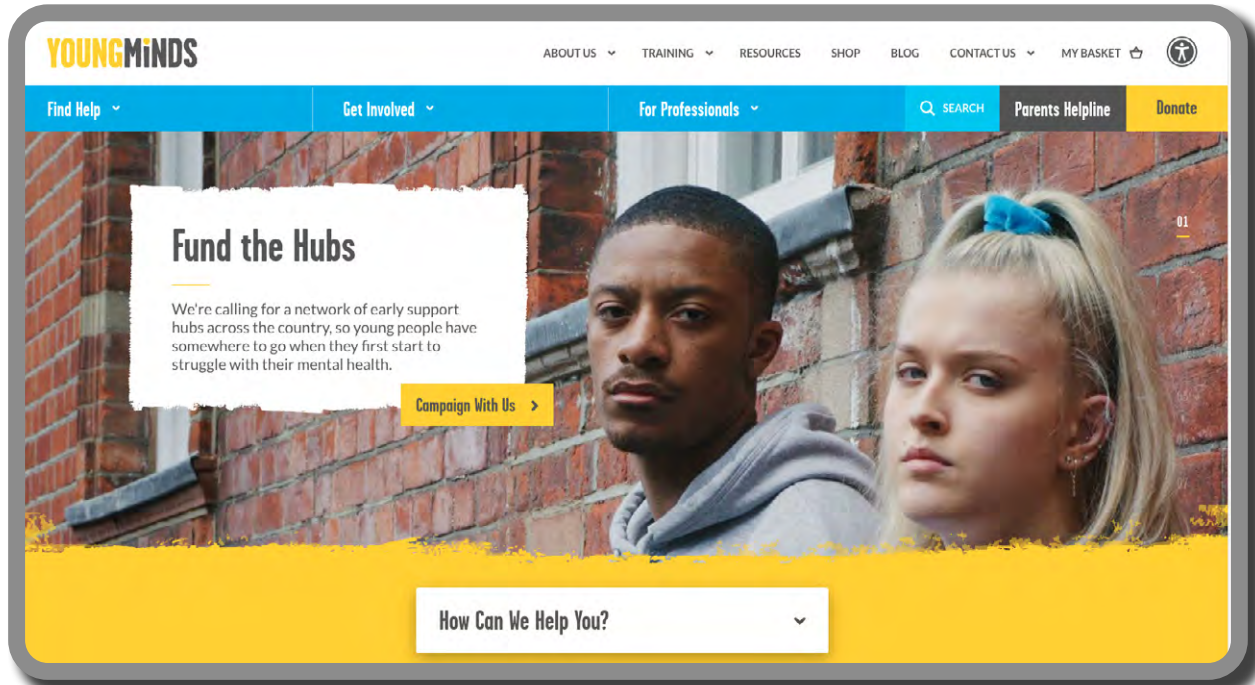 YOUNGMiNDS
ABOUT US TRAINING RESOURCES SHOP BLOG CONTACT US MY BASKET
Find Help Get Involved For Professionals SEARCH Parents Helpline Donate
01
Fund the Hubs
We're calling for a network of early support
hubs across the country, so young people have
somewhere to go when they first start to
struggle with their mental health.
Campaign With Us
How Can We Help You?